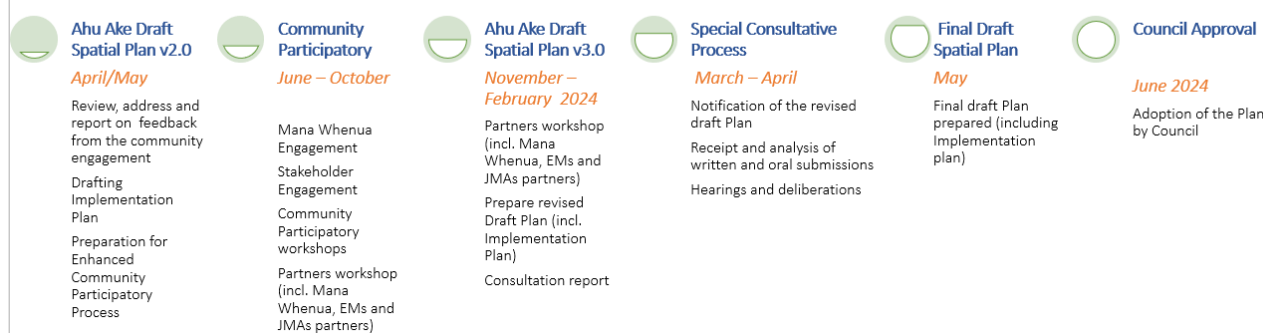 Ahu Ake Draft
Spatial Plan v2.0
April/May
Review, address and
report on feedback
from the community
engagement
Drafting
Implementation
Plan
Preparation for
Enhanced
Community
Participatory
Process
Community
Participatory
June – October
Mana Whenua
Engagement
Stakeholder
Engagement
Community
Participatory
workshops
Partners workshop
(incl. Mana
Whenua, EMs and
JMAs partners)
Ahu Ake Draft
Spatial Plan v3.0
November –
February 2024
Partners workshop
(incl. Mana
Whenua, EMs and
JMAs partners)
Prepare revised
Draft Plan (incl.
Implementation
Plan)
Consultation report
Special Consultative
Process
March – April
Notification of the revised
draft Plan
Receipt and analysis of
written and oral submissions
Hearings and deliberations
Final Draft
Spatial Plan
May
Final draft Plan
prepared (including
Implementation
plan)
Council Approval
June 2024
Adoption of the Plan
by Council